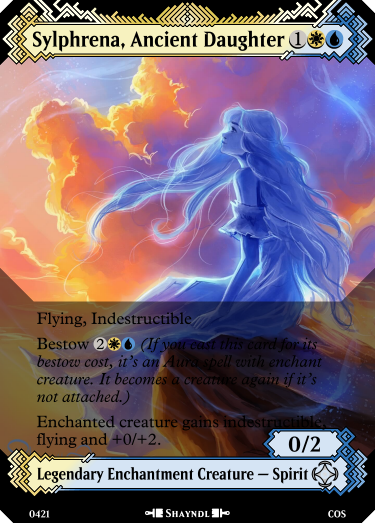 Sylphrena, Ancient Daughter 1
Flying, Indestructible
Bestow 2 (If you cast this card for its
bestow cost, it's an Aura spell with enchant
creature. It becomes a creature again if it's
not attached.)
Enchanted creature gains indestructible,
flying and +0/+2.
0/2
Legendary Enchantment Creature — Spirit
0421 SHAYNDL COS